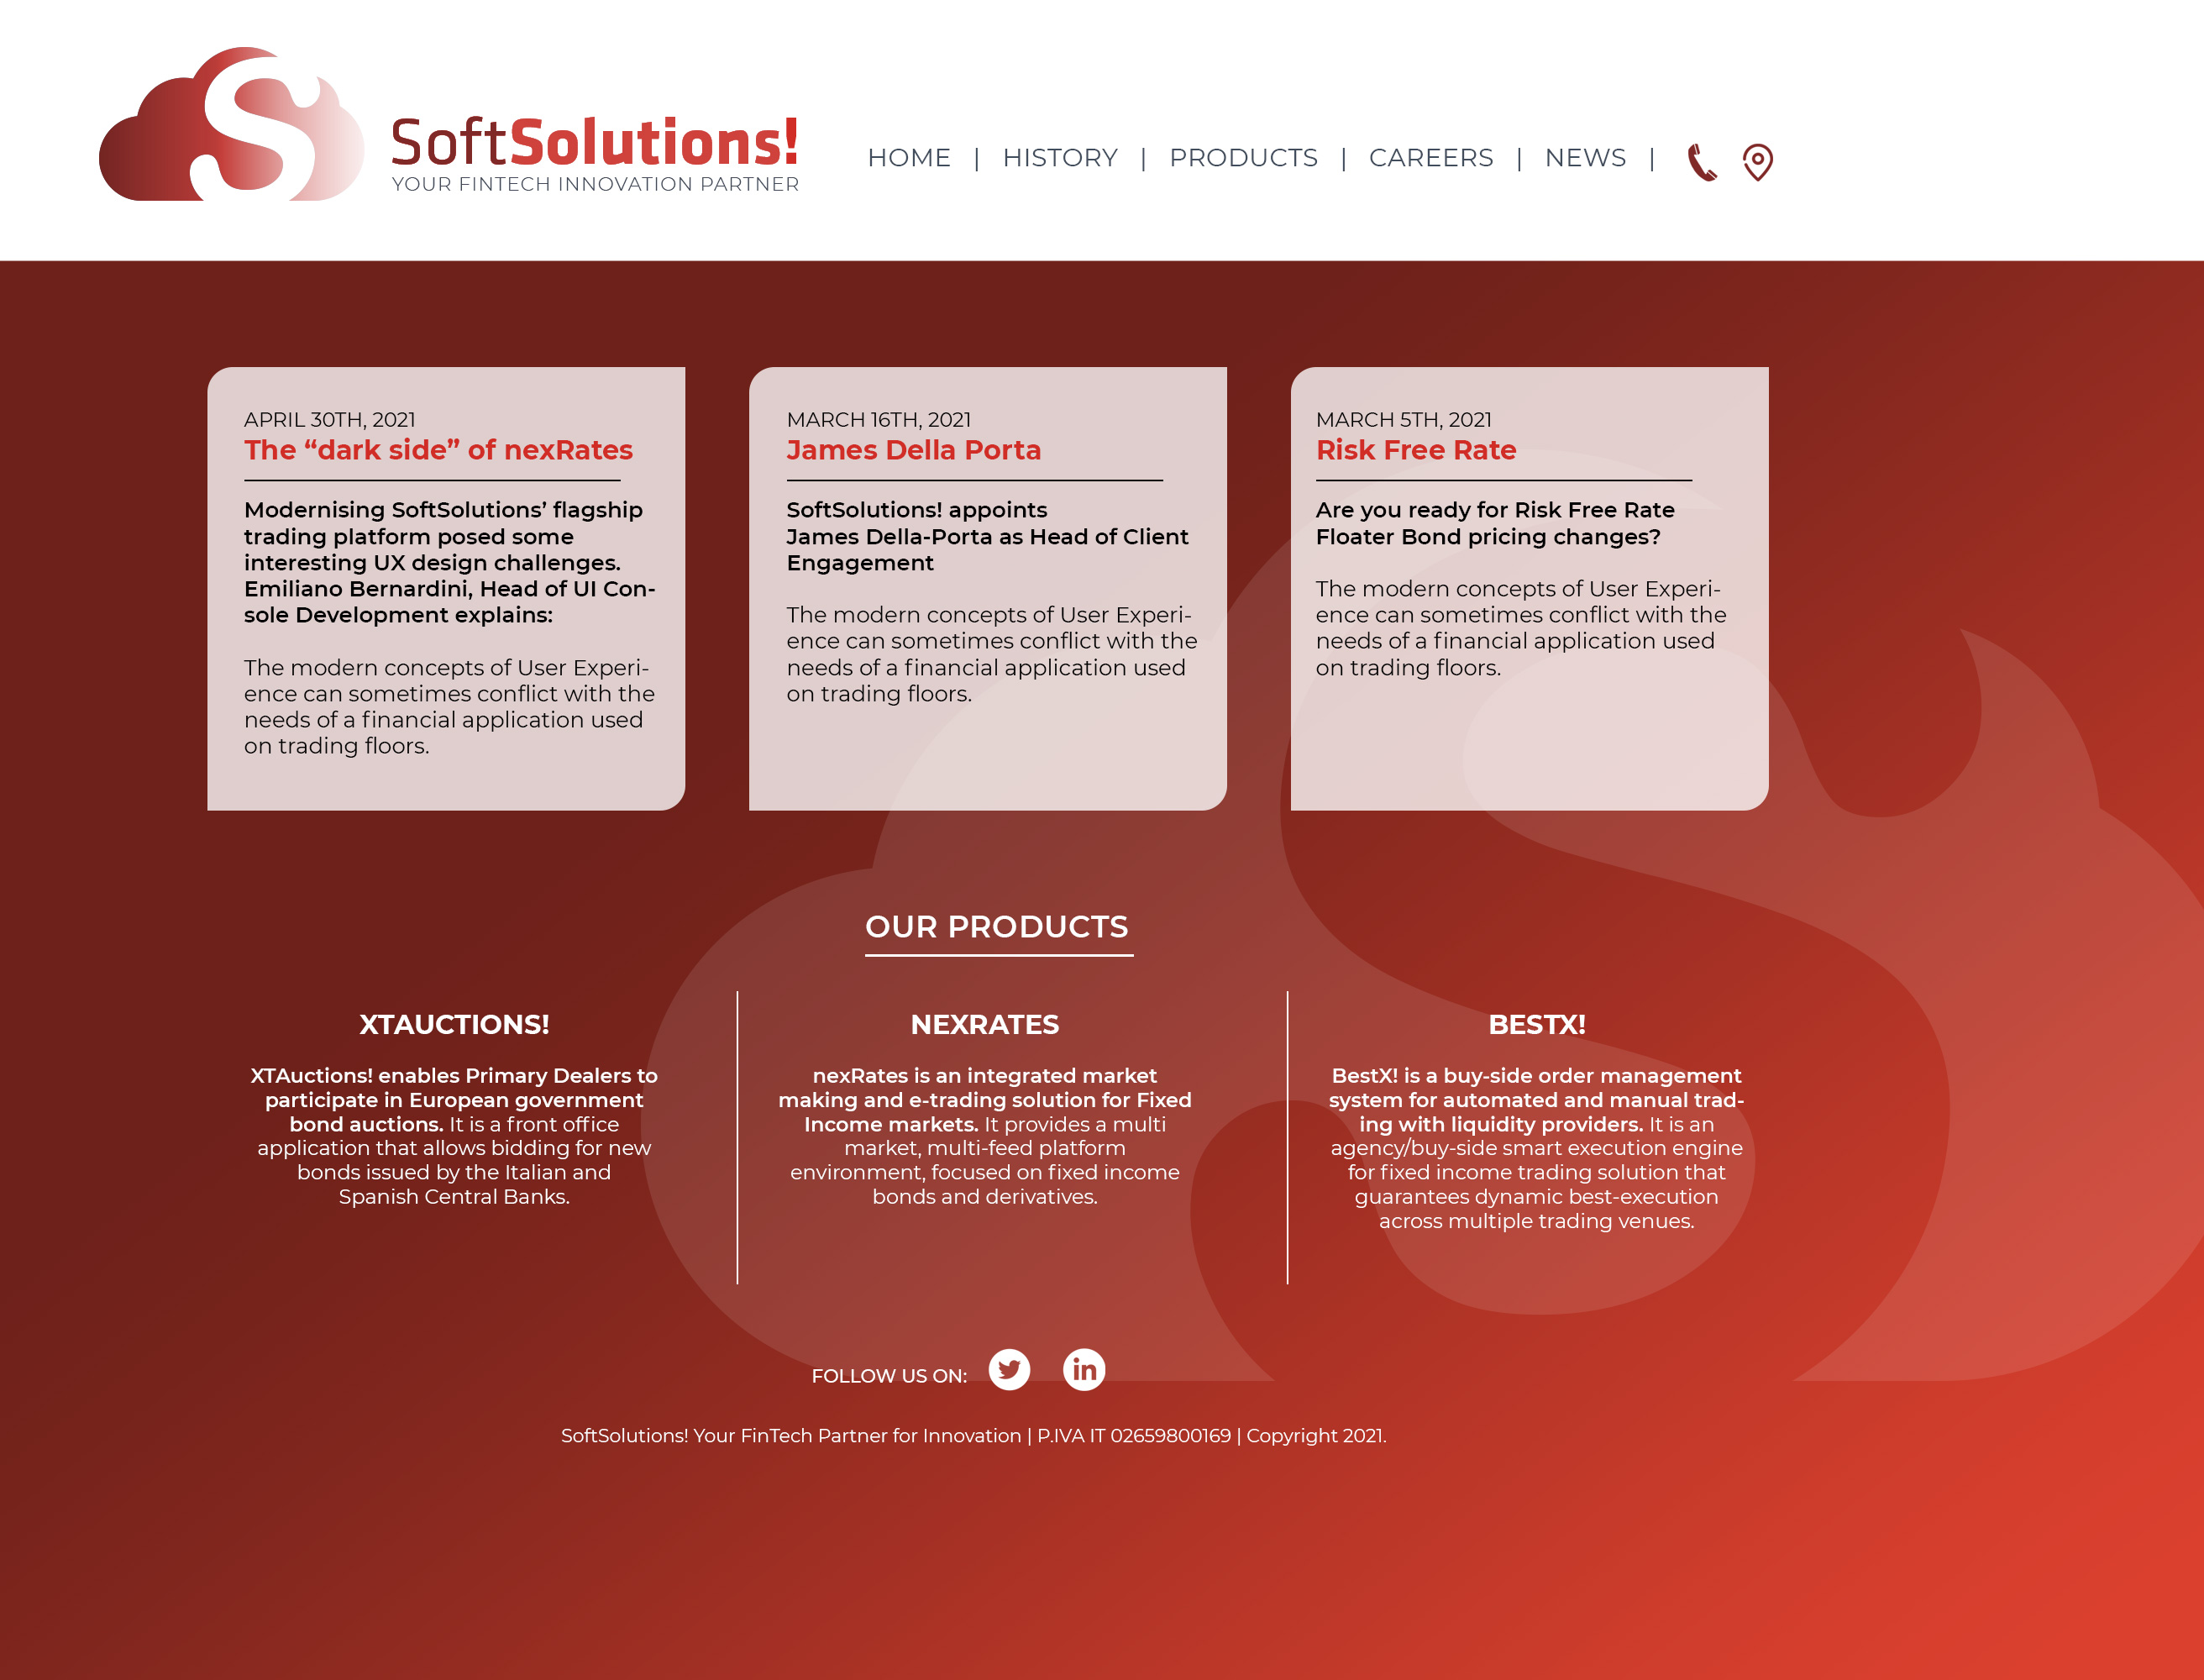 SoftSolutions!
YOUR FINTECH INNOVATION PARTNER
HOME | HISTORY | PRODUCTS | CAREERS | NEWS |
APRIL 30TH, 2021
The “dark side” of nexRates
Modernising SoftSolutions’ flagship
trading platform posed some
interesting UX design challenges.
Emiliano Bernardini, Head of UI Con-
sole Development explains:
The modern concepts of User Experi-
ence can sometimes conflict with the
needs of a financial application used
on trading floors.
MARCH 16TH, 2021
James Della Porta
SoftSolutions! appoints
James Della-Porta as Head of Client
Engagement
The modern concepts of User Experi-
ence can sometimes conflict with the
needs of a financial application used
on trading floors.
MARCH 5TH, 2021
Risk Free Rate
Are you ready for Risk Free Rate
Floater Bond pricing changes?
The modern concepts of User Experi-
ence can sometimes conflict with the
needs of a financial application used
on trading floors.
OUR PRODUCTS
XTAUCTIONS!
XTAuctions! enables Primary Dealers to
participate in European government
bond auctions. It is a front office
application that allows bidding for new
bonds issued by the Italian and
Spanish Central Banks.
NEXRATES
nexRates is an integrated market
making and e-trading solution for Fixed
Income markets. It provides a multi
market, multi-feed platform
environment, focused on fixed income
bonds and derivatives.
BESTX!
BestX! is a buy-side order management
system for automated and manual trad-
ing with liquidity providers. It is an
agency/buy-side smart execution engine
for fixed income trading solution that
guarantees dynamic best-execution
across multiple trading venues.
FOLLOW US ON:
in
SoftSolutions! Your FinTech Partner for Innovation | P.IVA IT 02659800169 | Copyright 2021.